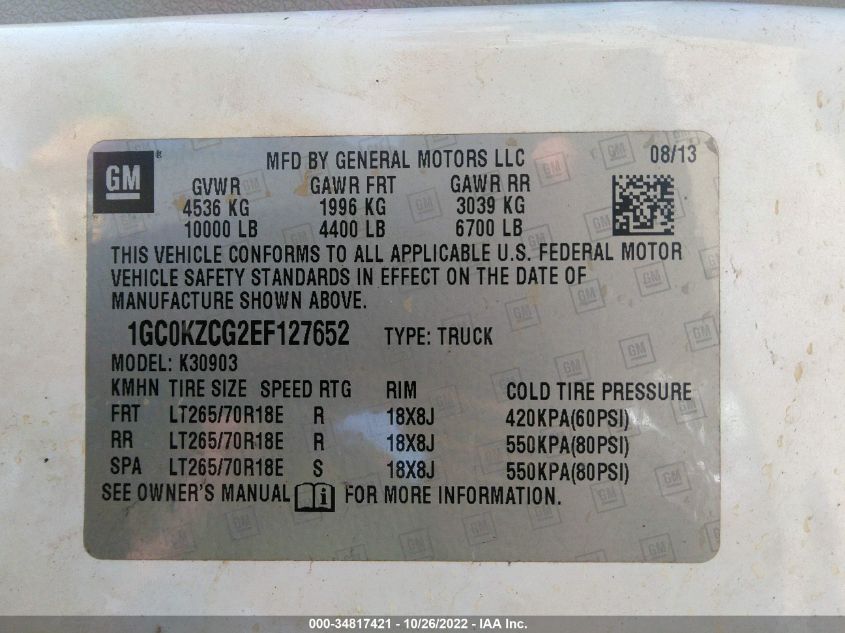 GM ® MFD BY GENERAL MOTORS LLC 08/13
GVWR GAWR FRT GAWR RR
4536 KG 1996 KG 3039 KG
10000 LB 4400 LB 6700 LB
THIS VEHICLE CONFORMS TO ALL APPLICABLE U.S. FEDERAL MOTOR
VEHICLE SAFETY STANDARDS IN EFFECT ON THE DATE OF
MANUFACTURE SHOWN ABOVE.
1GC0KZCG2EF127652 TYPE: TRUCK
MODEL: K30903
KMHN TIRE SIZE SPEED RTG RIM COLD TIRE PRESSURE
FRT LT265/70R18E R 18X8J 420KPA(60PSI)
RR LT265/70R18E R 18X8J 550KPA(80PSI)
SPA LT265/70R18E S 18X8J 550KPA(80PSI)
SEE OWNER'S MANUAL i FOR MORE INFORMATION.
000-34817421 - 10/26/2022 - IAA Inc.